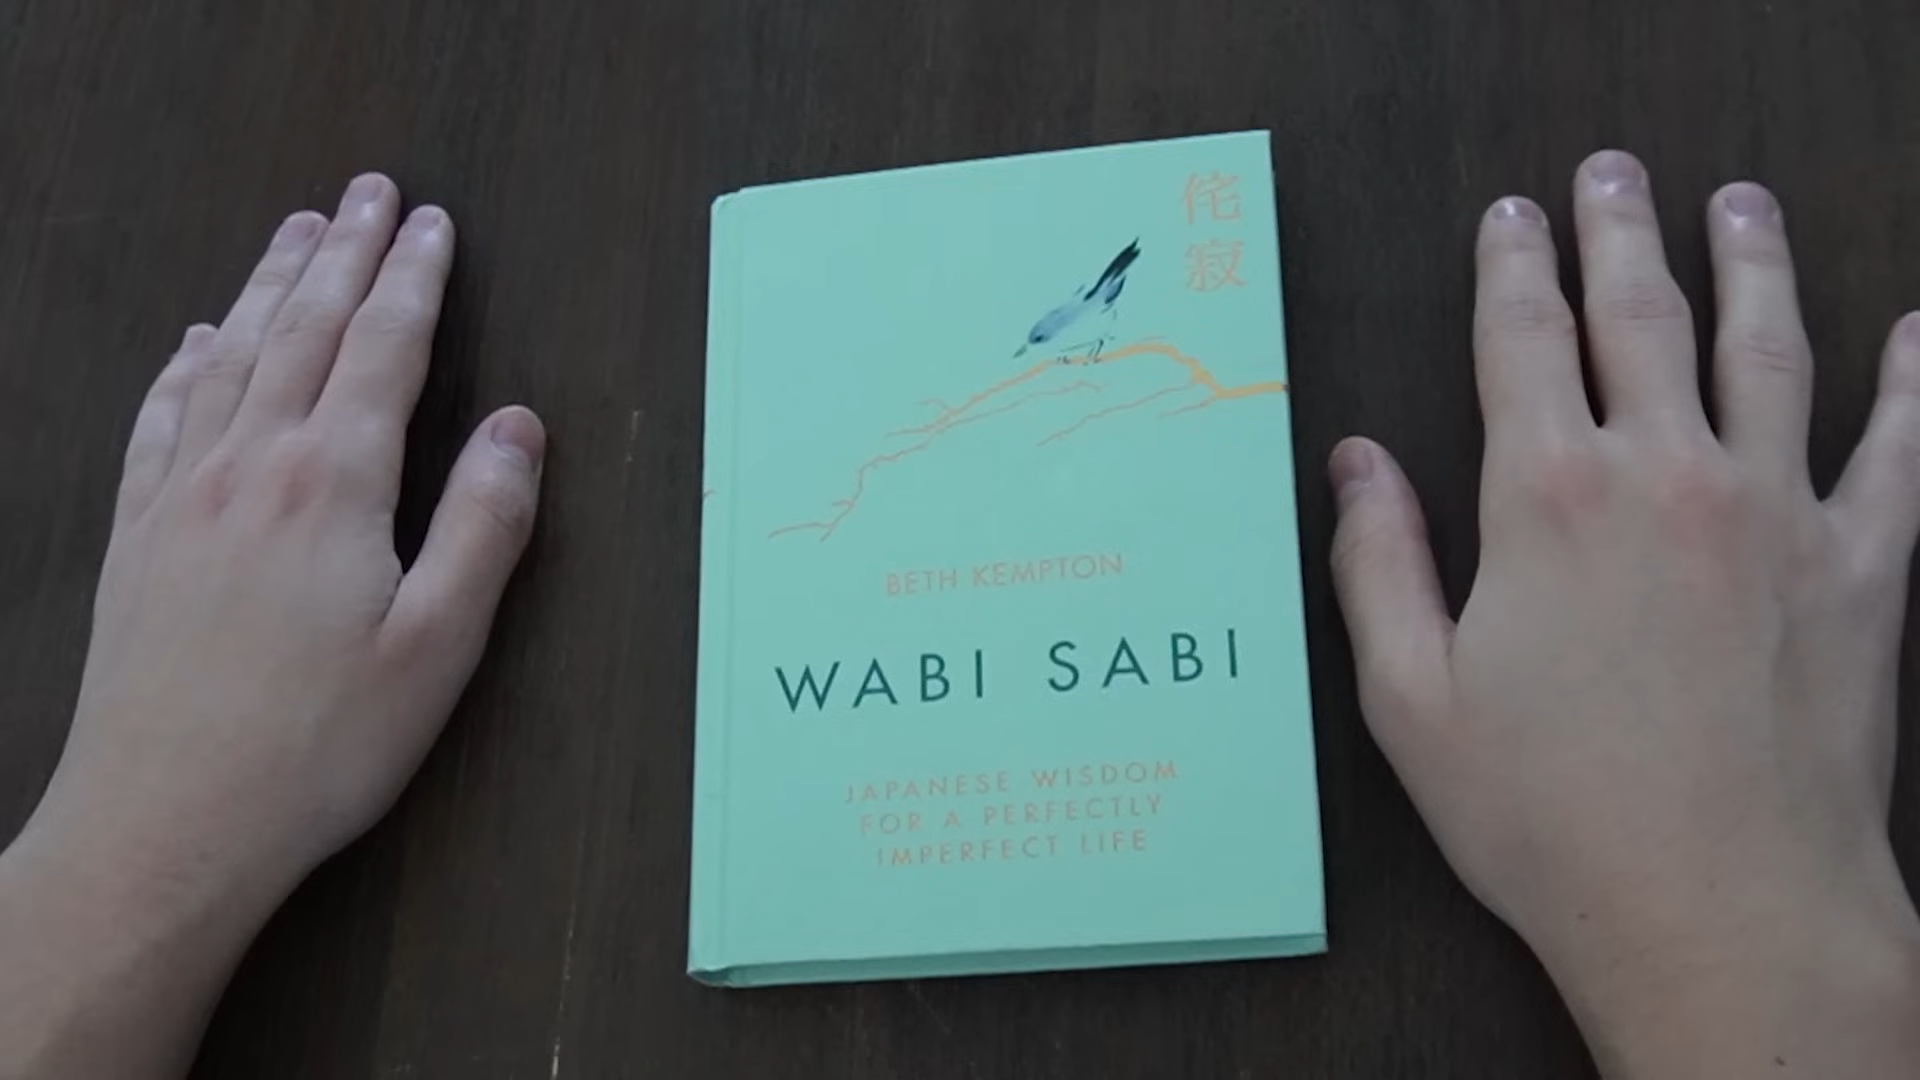 侘
寂
BETH KEMPTON
WABI SABI
JAPANESE WISDOM
FOR A PERFECTLY
IMPERFECT LIFE